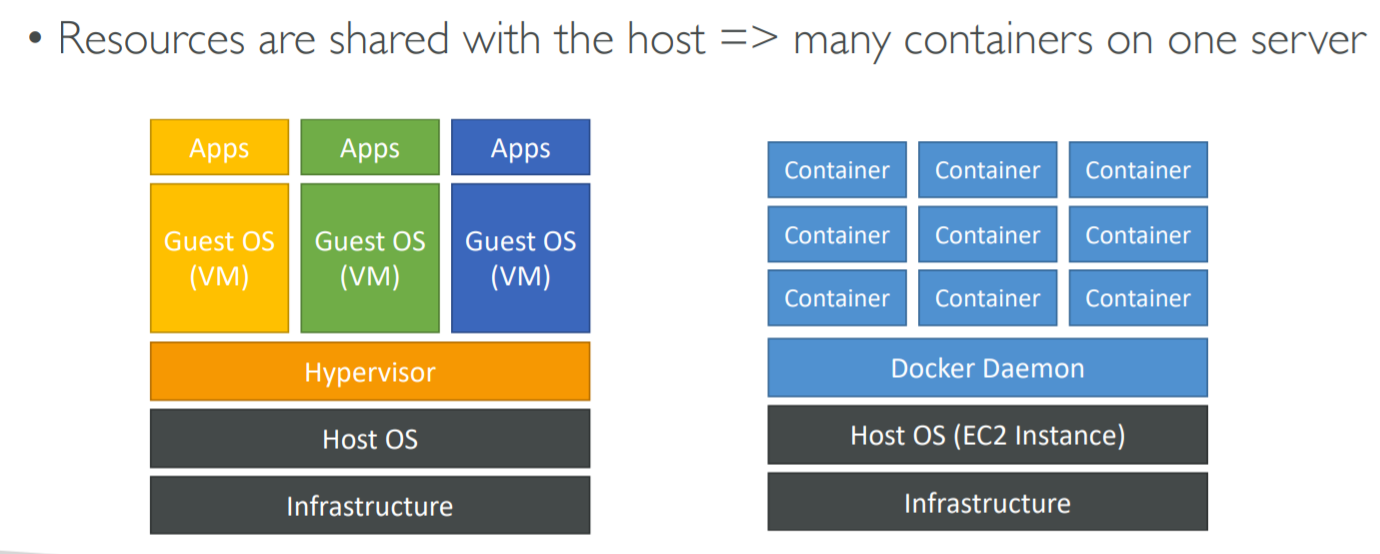 • Resources are shared with the host => many containers on one server
Apps
Apps
Apps
Guest OS
(VM)
Guest OS
(VM)
Guest OS
(VM)
Hypervisor
Host OS
Infrastructure
Container
Container
Container
Container
Container
Container
Container
Container
Container
Docker Daemon
Host OS (EC2 Instance)
Infrastructure